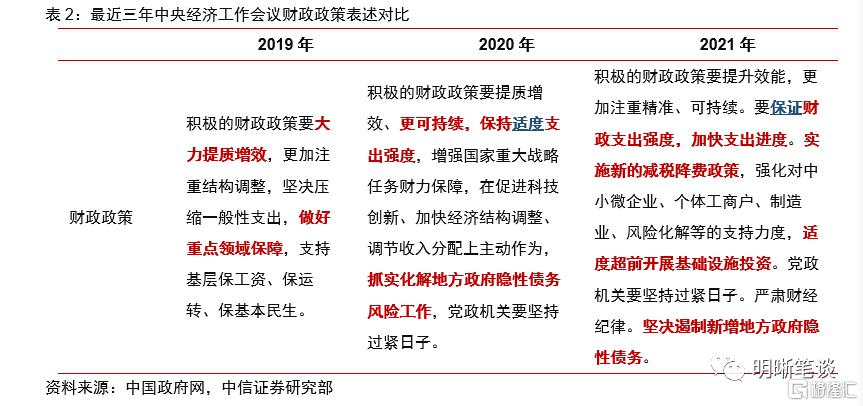 表 2：最近三年中央经济工作会议财政政策表述对比
2019 年
2020 年
2021 年
财政政策
积极的财政政策要大
力提质增效，更加注
重结构调整，坚决压
缩一般性支出，做好
重点领域保障，支持
基层保工资、保运
转、保基本民生。
积极的财政政策要提质增
效、更可持续，保持适度支
出强度，增强国家重大战略
任务财力保障，在促进科技
创新、加快经济结构调整、
调节收入分配上主动作为，
抓实化解地方政府隐性债务
风险工作，党政机关要坚持
过紧日子。
积极的财政政策要提升效能，更
加注重精准、可持续。要保证财
政支出强度，加快支出进度。实
施新的减税降费政策，强化对中
小微企业、个体工商户、制造
业、风险化解等的支持力度，适
度超前开展基础设施投资。党政
机关要坚持过紧日子。严肃财经
纪律。坚决遏制新增地方政府隐
性债务。
资料来源：中国政府网，中信证券研究部
明晰笔谈
格隆汇